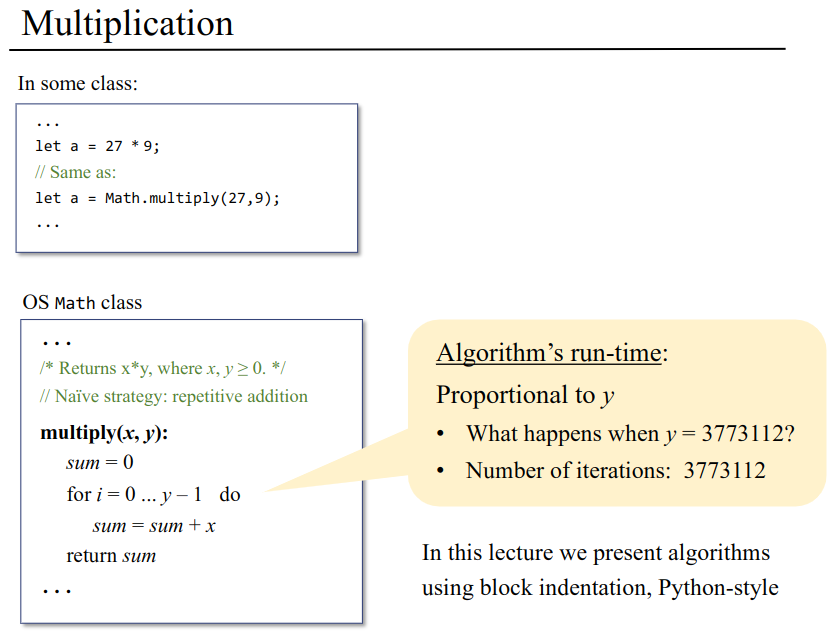 Multiplication
In some class:
...
let a = 27 * 9;
// Same as:
let a = Math.multiply(27,9);
...
OS Math class
...
/* Returns x*y, where x, y ≥ 0. */
// Naïve strategy: repetitive addition
multiply(x, y):
sum = 0
for i = 0 ... y – 1 do
sum = sum + x
return sum
...
Algorithm’s run-time:
Proportional to y
• What happens when y = 3773112?
• Number of iterations: 3773112
In this lecture we present algorithms
using block indentation, Python-style